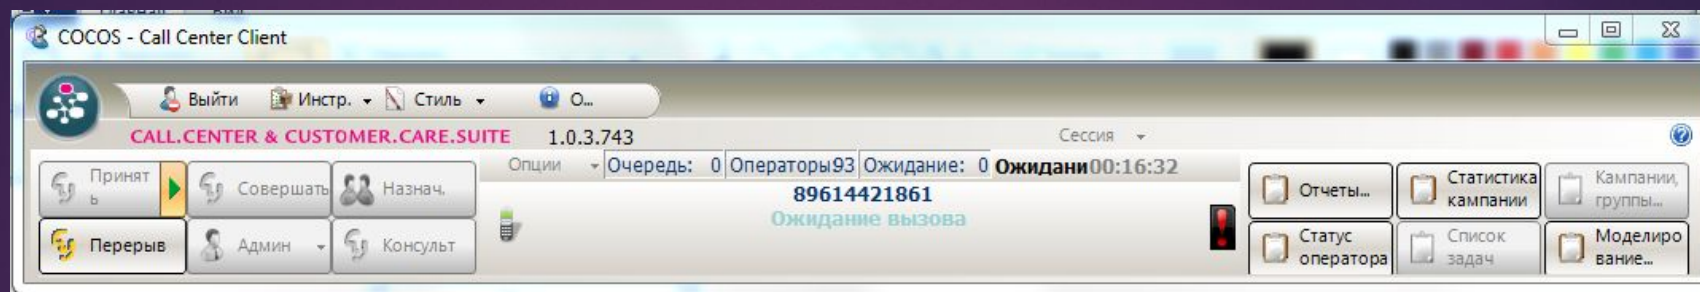 COCOS - Call Center Client
Выйти Инстр. Стиль О...
CALL.CENTER & CUSTOMER.CARE.SUITE 1.0.3.743 Сессия
Опции Очередь: 0 Операторы93 Ожидание: 0 Ожидани00:16:32
Принят
ь
Совершать
Назнач.
89614421861
Ожидание вызова
Отчеты...
Статистика
кампании
Кампании,
группы...
Перерыв
Админ
Консульт
Статус
оператора
Список
задач
Моделиро
вание...